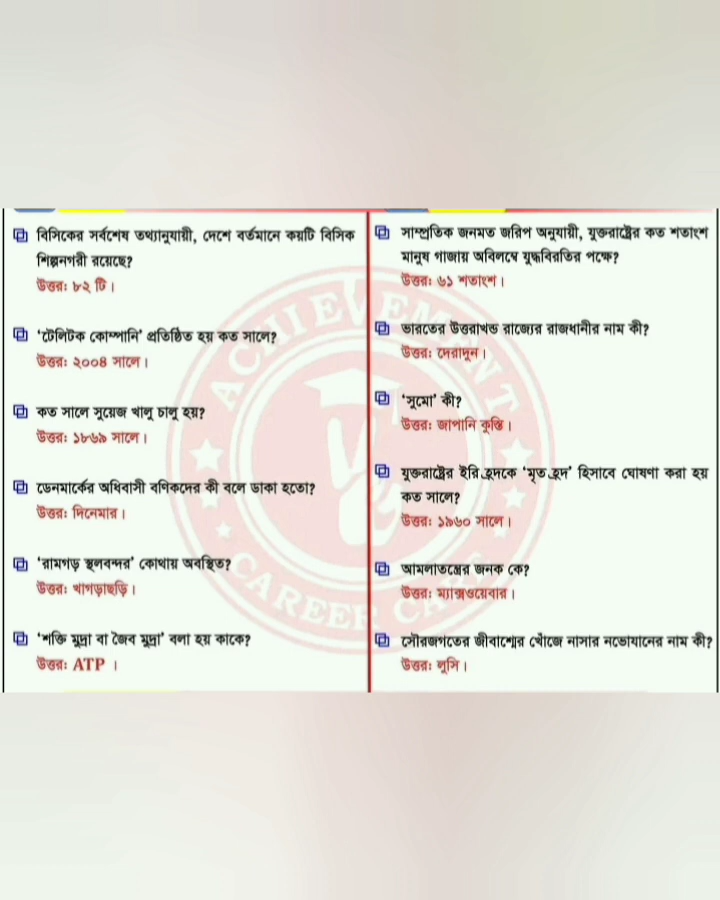 বিসিকের সর্বশেষ তথ্যানুযায়ী, দেশে বর্তমানে কয়টি বিসিক
শিল্পনগরী রয়েছে?
উত্তর: ৮২ টি।
‘টেলিটক কোম্পানি’ প্রতিষ্ঠিত হয় কত সালে?
উত্তর: ২০০৪ সালে।
কত সালে সুয়েজ খাল চালু হয়?
উত্তর: ১৮৬৯ সালে।
ডেনমার্কের অধিবাসী বণিকদের কী বলে ডাকা হতো?
উত্তর: দিনেমার।
‘রামগড় স্থলবন্দর’ কোথায় অবস্থিত?
উত্তর: খাগড়াছড়ি।
‘শক্তি মুদ্রা বা জৈব মুদ্রা’ বলা হয় কাকে?
উত্তর: ATP ।
সাম্প্রতিক জনমত জরিপ অনুযায়ী, যুক্তরাষ্ট্রের কত শতাংশ
মানুষ গাজায় অবিলম্বে যুদ্ধবিরতির পক্ষে?
উত্তর: ৬১ শতাংশ।
ভারতের উত্তরাখন্ড রাজ্যের রাজধানীর নাম কী?
উত্তর: দেরাদুন।
‘সুমো’ কী?
উত্তর: জাপানি কুস্তি।
যুক্তরাষ্ট্রের ইরি হ্রদকে ‘মৃত হ্রদ’ হিসাবে ঘোষণা করা হয়
কত সালে?
উত্তর: ১৯৬০ সালে।
আমলাতন্ত্রের জনক কে?
উত্তর: ম্যাক্সওয়েবার।
সৌরজগতের জীবাশ্মের খোঁজে নাসার নভোযানের নাম কী?
উত্তর: লুসি।
ACHIEVEMENT
CAREER CARE